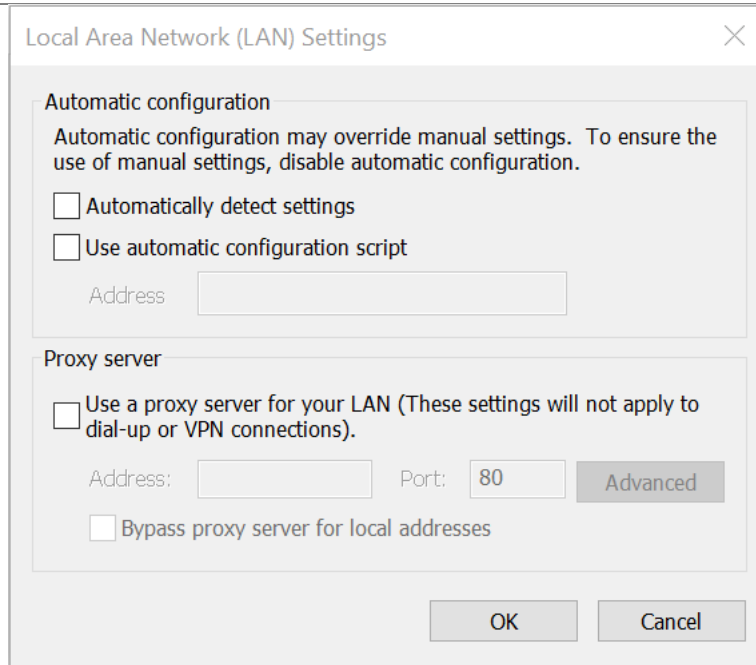 Local Area Network (LAN) Settings
Automatic configuration
Automatic configuration may override manual settings.  To ensure the
use of manual settings, disable automatic configuration.
Automatically detect settings
Use automatic configuration script
Address
Proxy server
Use a proxy server for your LAN (These settings will not apply to
dial-up or VPN connections).
Address: Port: 80 Advanced
Bypass proxy server for local addresses
OK Cancel